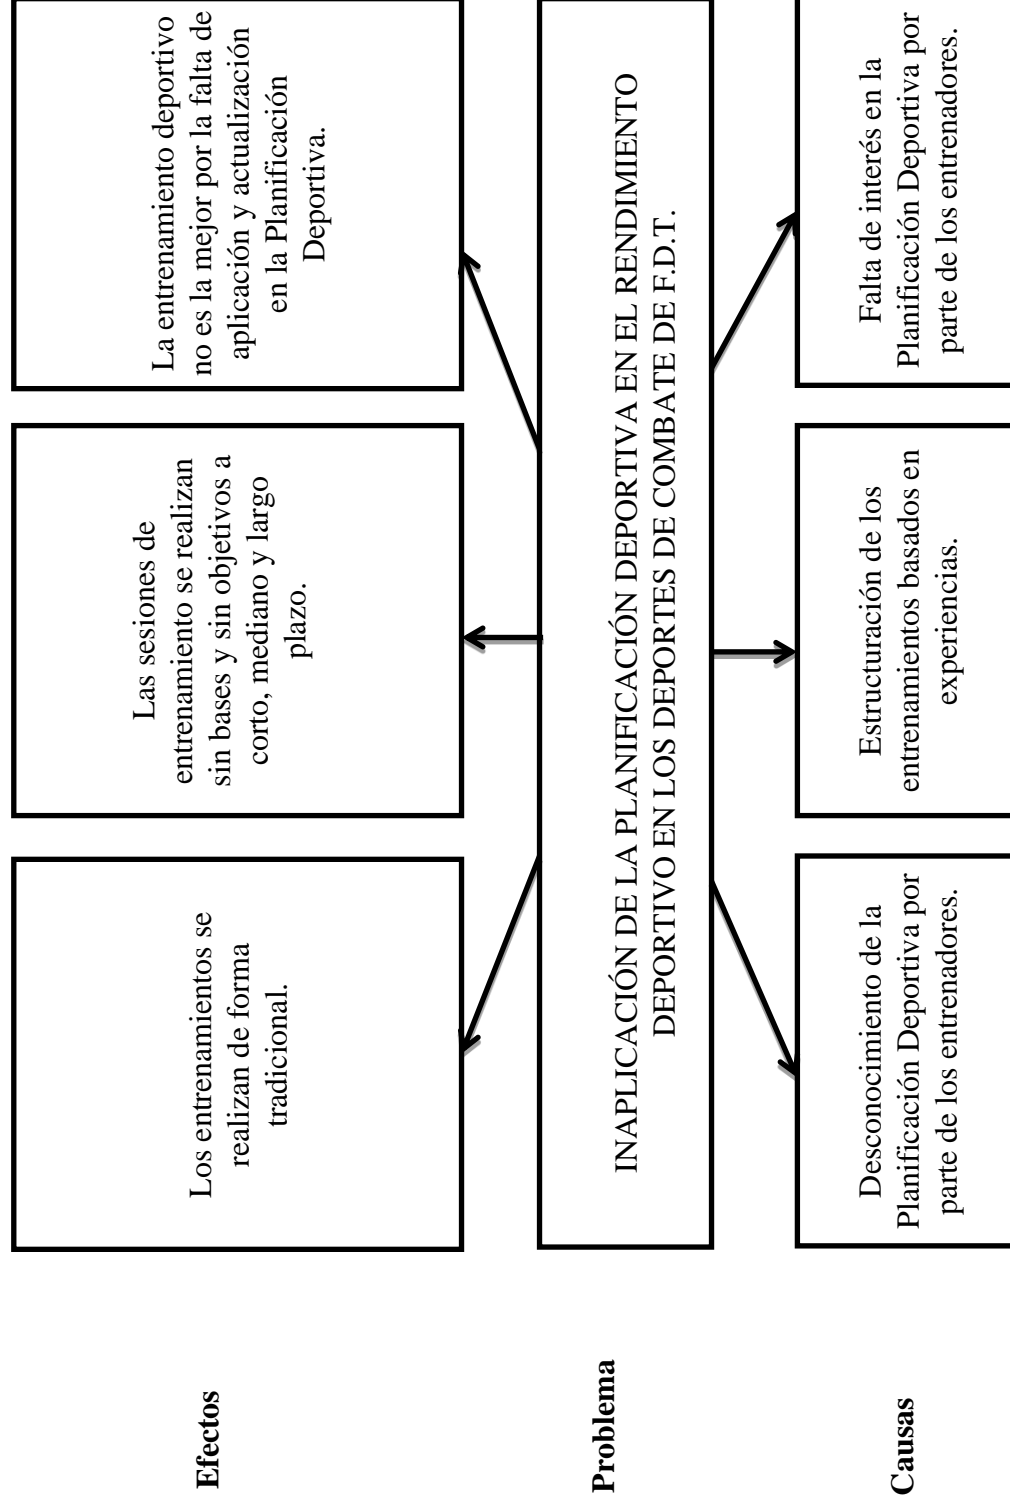 Efectos
Los entrenamientos se
realizan de forma
tradicional.
Las sesiones de
entrenamiento se realizan
sin bases y sin objetivos a
corto, mediano y largo
plazo.
La entrenamiento deportivo
no es la mejor por la falta de
aplicación y actualización
en la Planificación
Deportiva.
Problema
INAPLICACIÓN DE LA PLANIFICACIÓN DEPORTIVA EN EL RENDIMIENTO
DEPORTIVO EN LOS DEPORTES DE COMBATE DE F.D.T.
Causas
Desconocimiento de la
Planificación Deportiva por
parte de los entrenadores.
Estructuración de los
entrenamientos basados en
experiencias.
Falta de interés en la
Planificación Deportiva por
parte de los entrenadores.